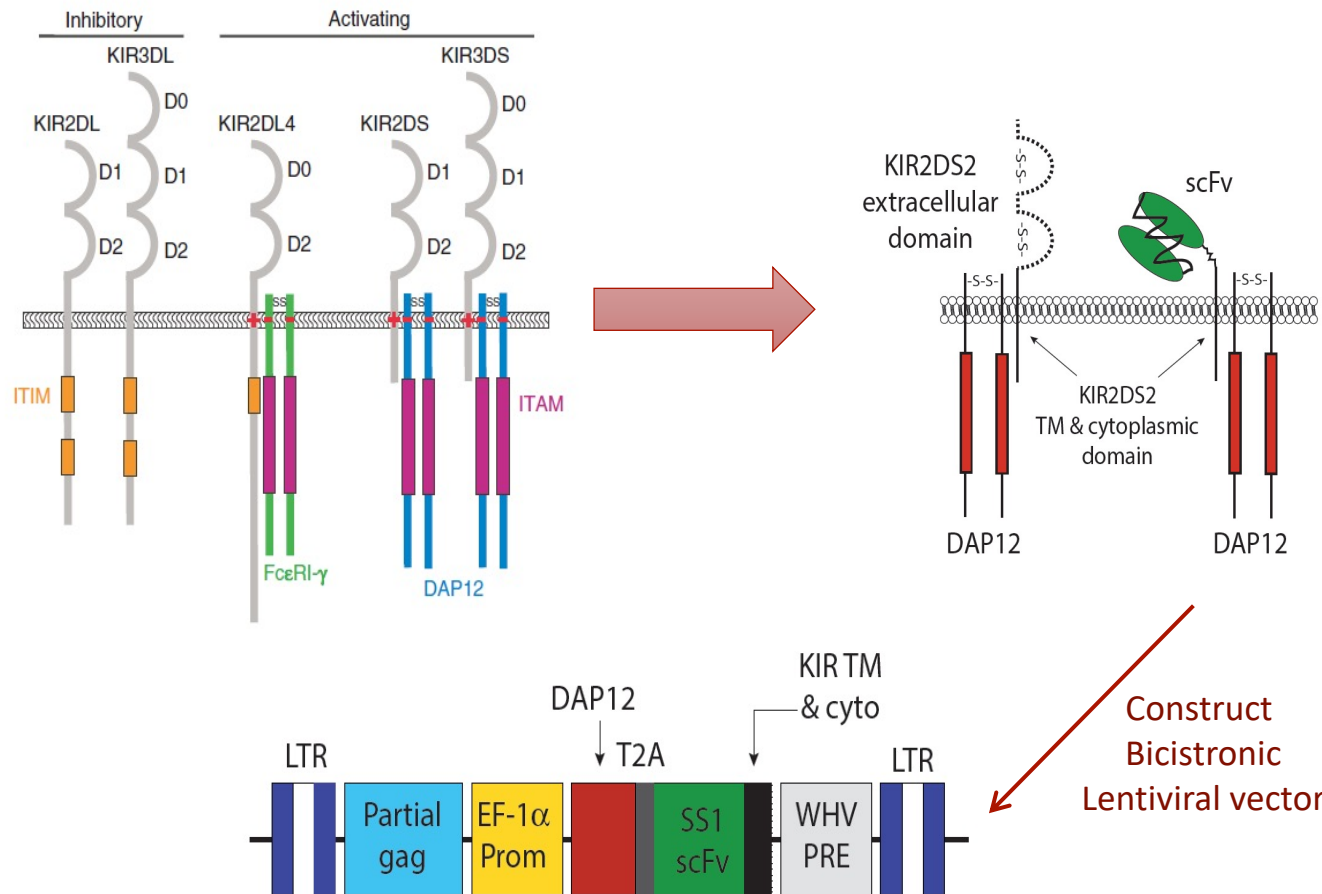 Inhibitory
Activating
KIR3DL
KIR3DS
D0
D0
KIR2DL
KIR2DL4
KIR2DS
D1
D1
D0
D1
D1
D2
D2
D2
D2
D2
SS
SS
SS
ITIM
ITAM
FcεRI-γ
DAP12
KIR2DS2
extracellular
domain
-S-S-
-S-S-
scFv
-S-S-
-S-S-
KIR2DS2
TM & cytoplasmic
domain
DAP12
DAP12
Construct
Bicistronic
Lentiviral vector
KIR TM
& cyto
DAP12
T2A
LTR
LTR
Partial
gag
EF-1α
Prom
SS1
scFv
WHV
PRE